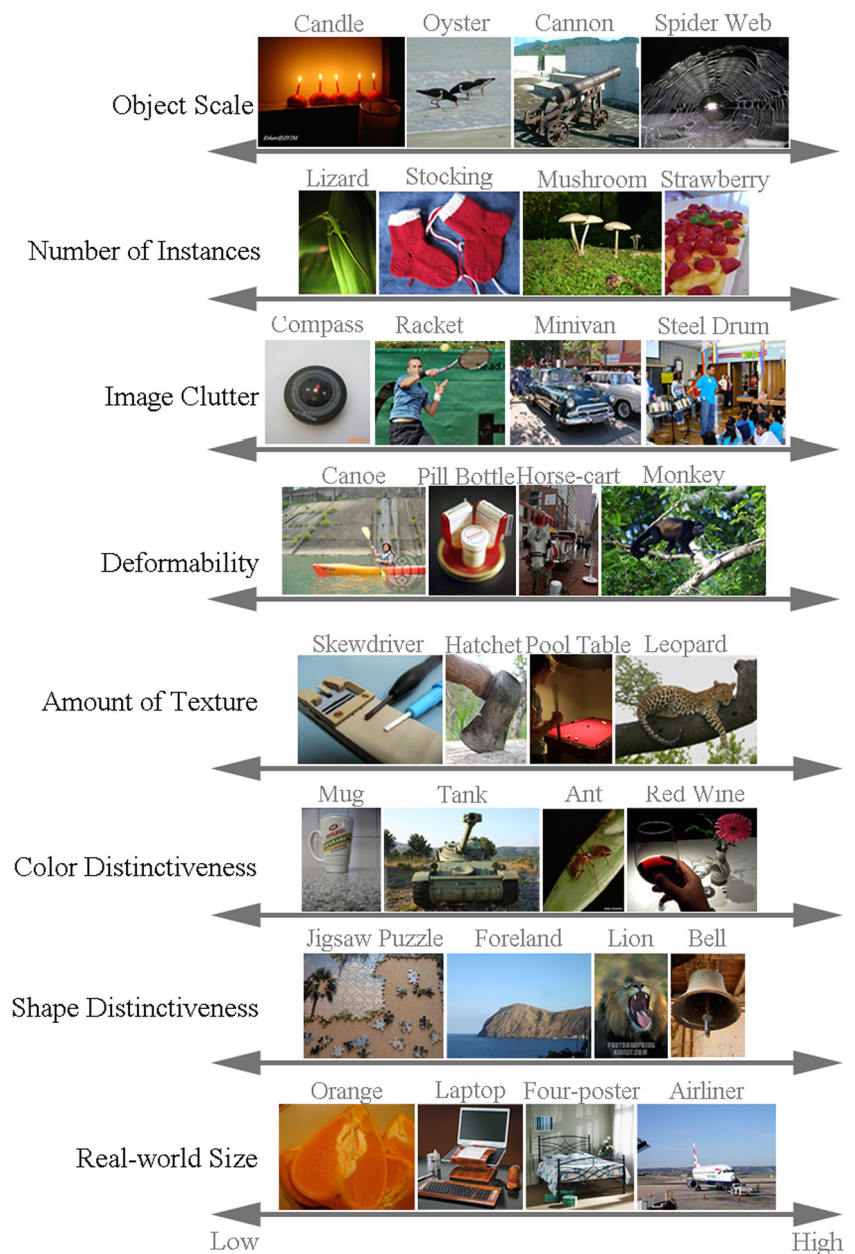 Candle Oyster Cannon Spider Web
Object Scale
Lizard Stocking Mushroom Strawberry
Number of Instances
Compass Racket Minivan Steel Drum
Image Clutter
Canoe Pill Bottle Horse-cart Monkey
Deformability
Skewdriver Hatchet Pool Table Leopard
Amount of Texture
Mug Tank Ant Red Wine
Color Distinctiveness
Jigsaw Puzzle Foreland Lion Bell
Shape Distinctiveness
Orange Laptop Four-poster Airliner
Real-world Size
Low High